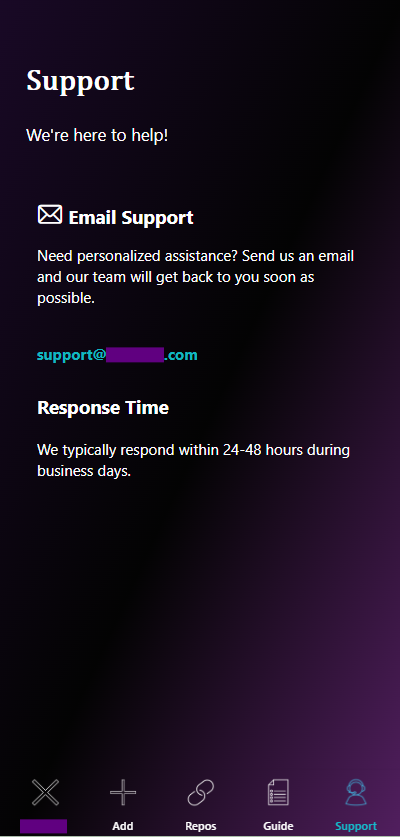 Support
We're here to help!
Email Support
Need personalized assistance? Send us an email
and our team will get back to you soon as
possible.
support@
.com
Response Time
We typically respond within 24-48 hours during
business days.
Add
Repos
Guide
Support